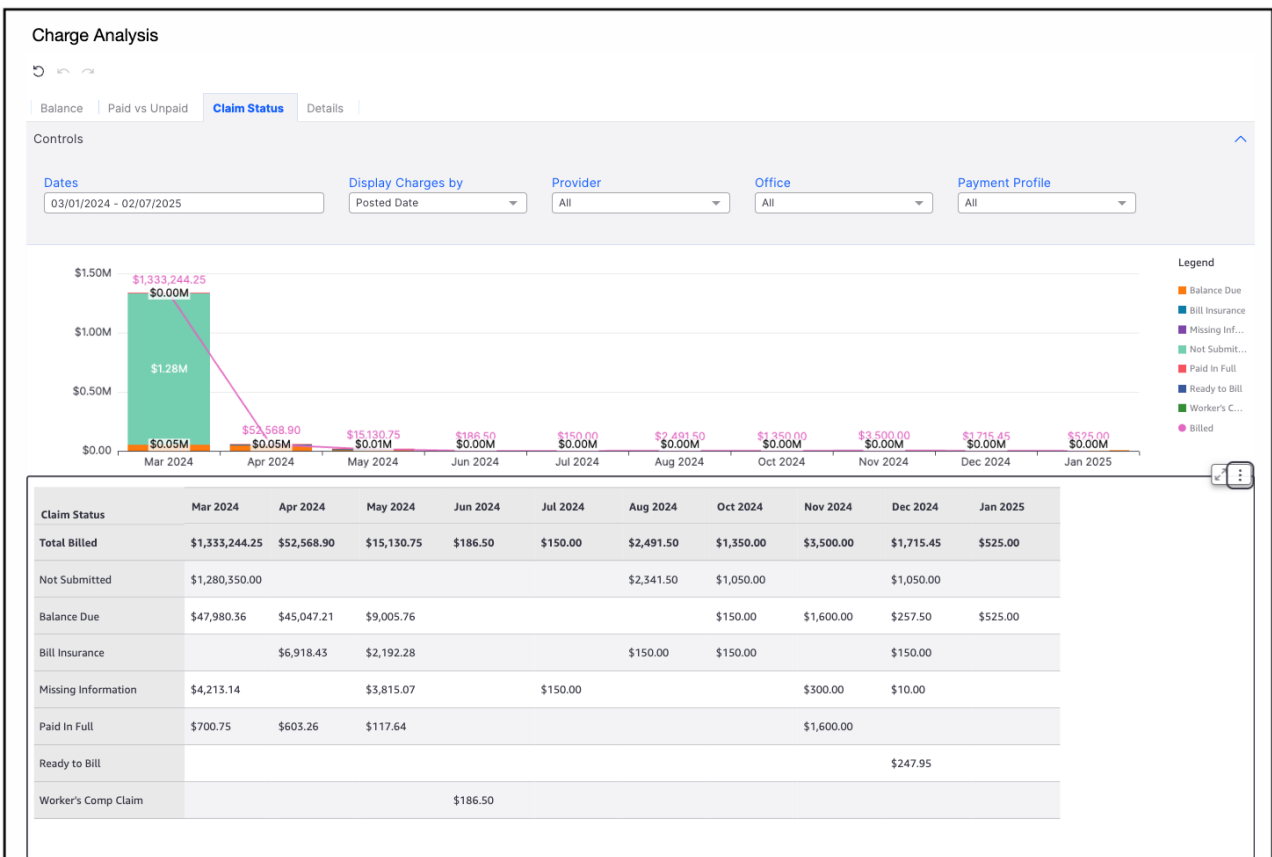 Charge Analysis
Balance Paid vs Unpaid Claim Status Details
Controls
Dates Display Charges by Provider Office Payment Profile
03/01/2024 - 02/07/2025 Posted Date All All All
$1.50M
$1.00M
$0.50M
$0.00
$1,333,244.25 $52,568.90 $15,130.75 $186.50 $150.00 $2,491.50 $1,350.00 $3,500.00 $1,715.45 $525.00
$0.00M
$1.28M
$0.05M $0.05M $0.01M $0.00M $0.00M $0.00M $0.00M $0.00M $0.00M $0.00M
Mar 2024 Apr 2024 May 2024 Jun 2024 Jul 2024 Aug 2024 Oct 2024 Nov 2024 Dec 2024 Jan 2025
Legend
Balance Due
Bill Insurance
Missing Inf...
Not Submit...
Paid In Full
Ready to Bill
Worker's C...
Billed
Claim Status Mar 2024 Apr 2024 May 2024 Jun 2024 Jul 2024 Aug 2024 Oct 2024 Nov 2024 Dec 2024 Jan 2025
Total Billed $1,333,244.25 $52,568.90 $15,130.75 $186.50 $150.00 $2,491.50 $1,350.00 $3,500.00 $1,715.45 $525.00
Not Submitted $1,280,350.00 $2,341.50 $1,050.00 $1,050.00
Balance Due $47,980.36 $45,047.21 $9,005.76 $150.00 $1,600.00 $257.50 $525.00
Bill Insurance $6,918.43 $2,192.28 $150.00 $150.00 $150.00
Missing Information $4,213.14 $3,815.07 $150.00 $300.00 $10.00
Paid In Full $700.75 $603.26 $117.64 $1,600.00
Ready to Bill $247.95
Worker's Comp Claim $186.50